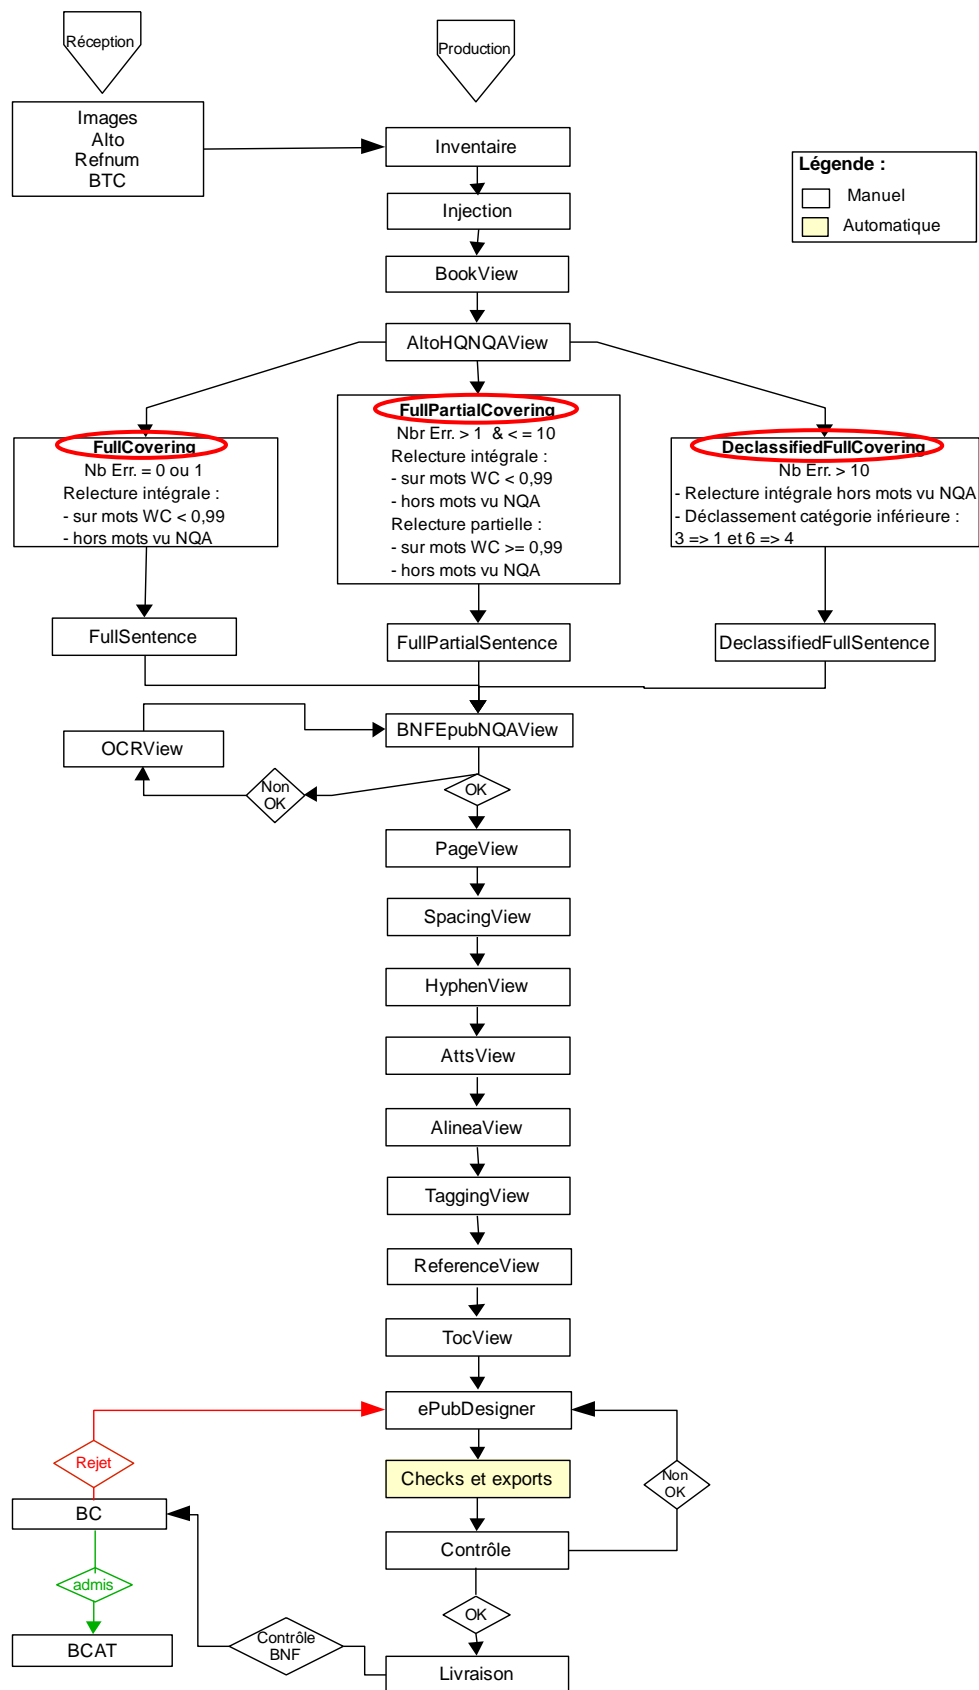 Réception
Production
Images
Alto
Refnum
BTC
Inventaire
Légende :
Manuel
Automatique
Injection
BookView
AltoHQNQAView
FullCovering
Nb Err. = 0 ou 1
Relecture intégrale :
- sur mots WC < 0,99
- hors mots vu NQA
FullPartialCovering
Nbr Err. > 1 & < = 10
Relecture intégrale :
- sur mots WC < 0,99
- hors mots vu NQA
Relecture partielle :
- sur mots WC >= 0,99
- hors mots vu NQA
DeclassifiedFullCovering
Nb Err. > 10
- Relecture intégrale hors mots vu NQA
- Déclassement catégorie inférieure :
3 => 1 et 6 => 4
FullSentence
FullPartialSentence
DeclassifiedFullSentence
BNFEpubNQAView
OCRView
Non
OK
OK
PageView
SpacingView
HyphenView
AttsView
AlineaView
TaggingView
ReferenceView
TocView
ePubDesigner
Rejet
Checks et exports
Non
OK
BC
Contrôle
admis
OK
Contrôle
BNF
BCAT
Livraison